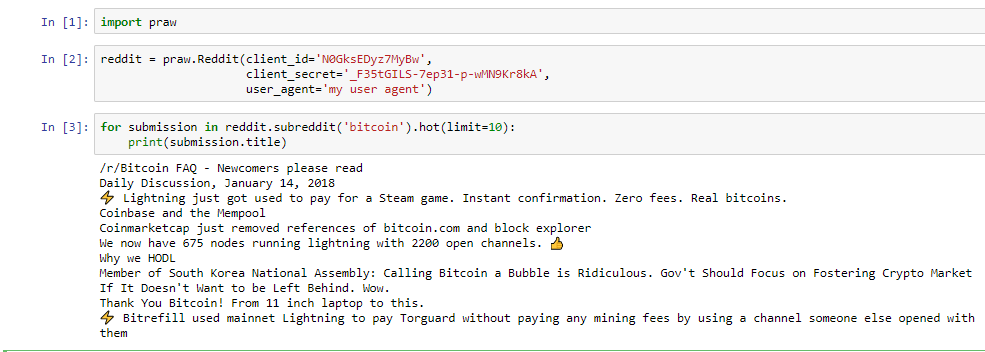 In [1]: import praw
In [2]: reddit = praw.Reddit(client_id='N0GksEDyz7MyBw',
client_secret='_F35tGILS-7ep31-p-wMN9Kr8kA',
user_agent='my user agent')
In [3]: for submission in reddit.subreddit('bitcoin').hot(limit=10):
print(submission.title)
/r/Bitcoin FAQ - Newcomers please read
Daily Discussion, January 14, 2018
⚡ Lightning just got used to pay for a Steam game. Instant confirmation. Zero fees. Real bitcoins.
Coinbase and the Mempool
Coinmarketcap just removed references of bitcoin.com and block explorer
We now have 675 nodes running lightning with 2200 open channels. 👍
Why we HODL
Member of South Korea National Assembly: Calling Bitcoin a Bubble is Ridiculous. Gov't Should Focus on Fostering Crypto Market
If It Doesn't Want to be Left Behind. Wow.
Thank You Bitcoin! From 11 inch laptop to this.
⚡ Bitrefill used mainnet Lightning to pay Torguard without paying any mining fees by using a channel someone else opened with
them